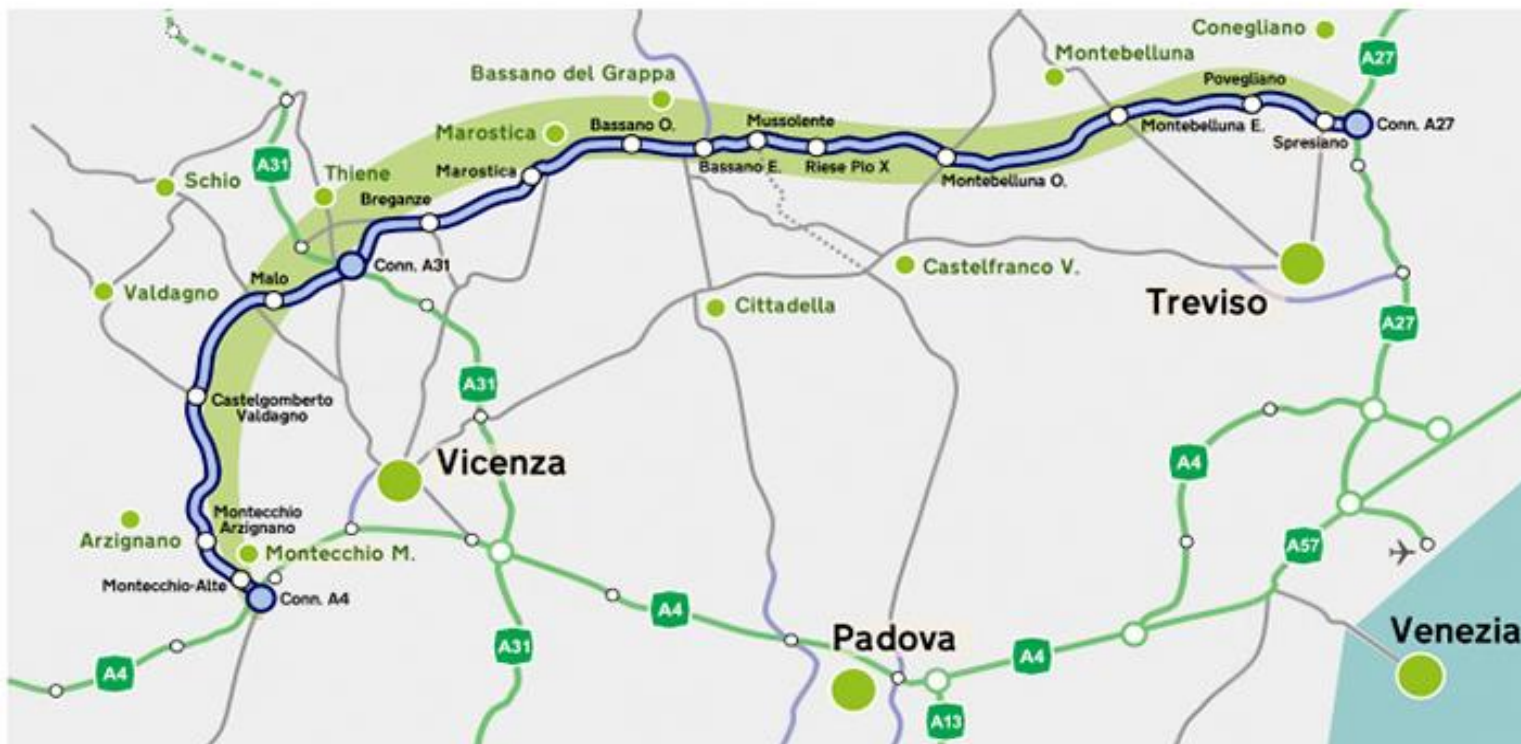 Conegliano
A27
Montebelluna
Bassano del Grappa
Povegliano
Marostica
Bassano O.
Mussolente
Montebelluna E.
Conn. A27
Spresiano
A31
Thiene
Schio
Marostica
Bassano E.
Riese Pio X
Montebelluna O.
Breganze
Conn. A31
Castelfranco V.
Malo
Valdagno
Cittadella
Treviso
A27
A31
Castelgomberto
Valdagno
Vicenza
A4
Montecchio
Arzignano
Arzignano
Montecchio M.
A57
Montecchio-Alte
Conn. A4
A4
Padova
Venezia
A31
A4
A4
A13